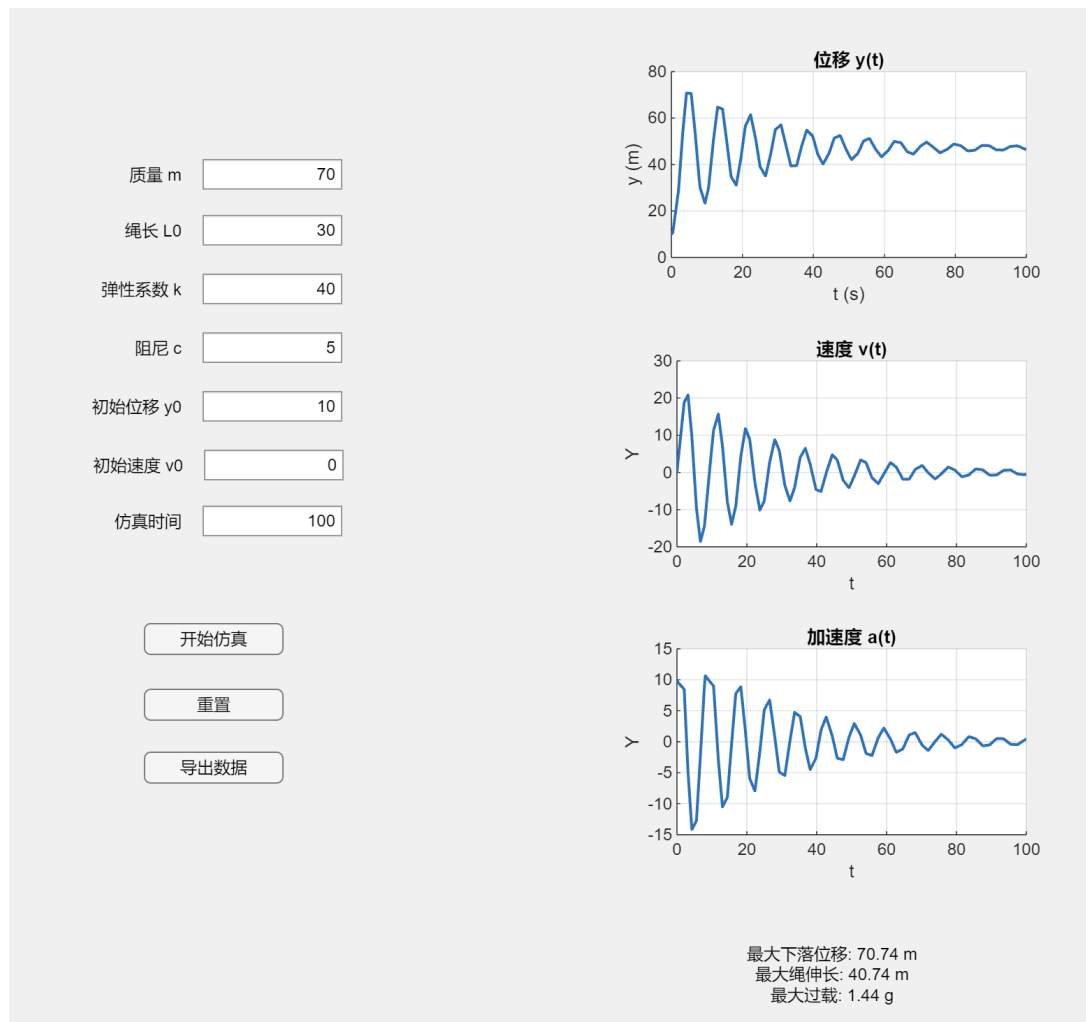 质量 m
70
绳长 L0
30
弹性系数 k
40
阻尼 c
5
初始位移 y0
10
初始速度 v0
0
仿真时间
100
开始仿真
重置
导出数据
位移 y(t)
80
60
40
20
0
y (m)
0 20 40 60 80 100
t (s)
速度 v(t)
30
20
10
0
-10
-20
Y
0 20 40 60 80 100
t
加速度 a(t)
15
10
5
0
-5
-10
-15
Y
0 20 40 60 80 100
t
最大下落位移: 70.74 m
最大绳伸长: 40.74 m
最大过载: 1.44 g